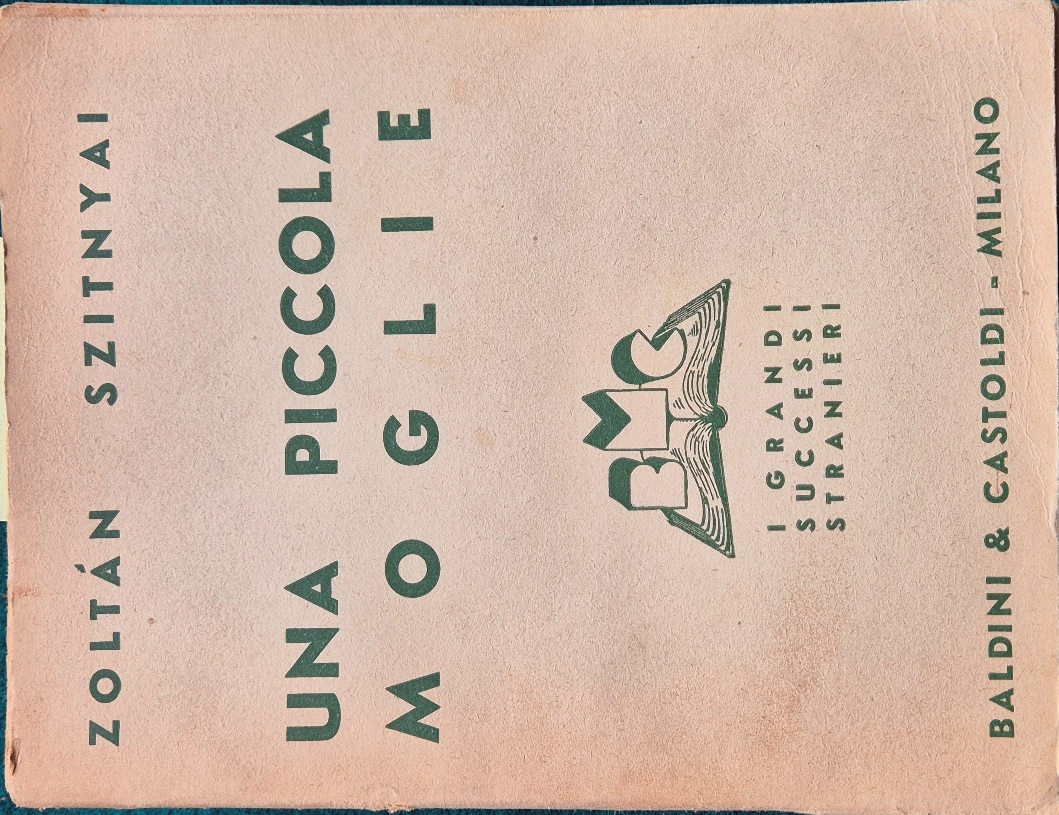 ZOLTÁN SZITNYAI
UNA PICCOLA
MOGLIE
BMC
I GRANDI
SUCCESSI
STRANIERI
BALDINI & CASTOLDI - MILANO